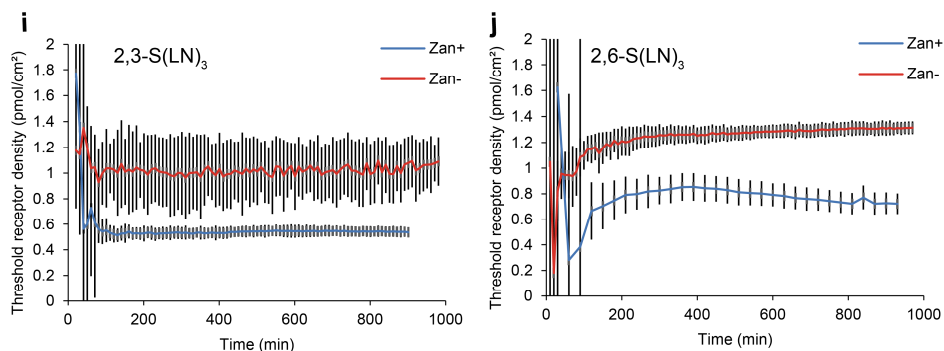 i
2,3-S(LN)₃
Zan+
Zan-
Threshold receptor density (pmol/cm²)
2
1.8
1.6
1.4
1.2
1
0.8
0.6
0.4
0.2
0
0 200 400 600 800 1000
Time (min)
j
2,6-S(LN)₃
Zan+
Zan-
Threshold receptor density (pmol/cm²)
2
1.8
1.6
1.4
1.2
1
0.8
0.6
0.4
0.2
0
0 200 400 600 800 1000
Time (min)